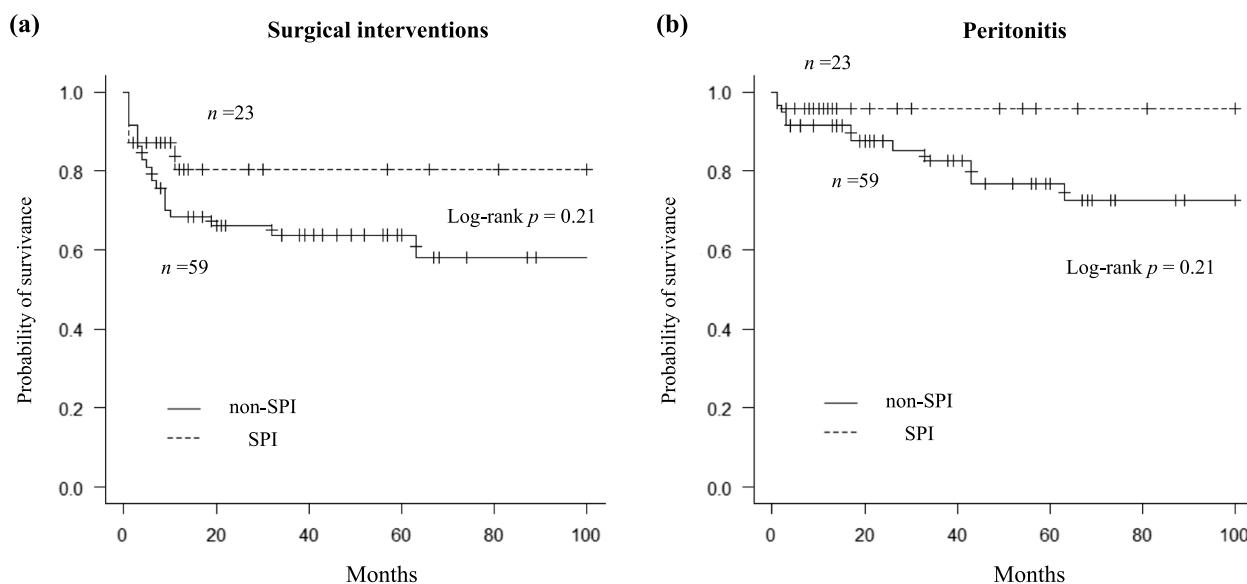 (a)
Surgical interventions
Probability of survivance
1.0
0.8
0.6
0.4
0.2
0.0
n =23
Log-rank p = 0.21
n =59
non-SPI
SPI
0 20 40 60 80 100
Months
(b)
Peritonitis
Probability of survivance
n =23
1.0
0.8
0.6
0.4
0.2
0.0
n =59
Log-rank p = 0.21
non-SPI
SPI
0 20 40 60 80 100
Months